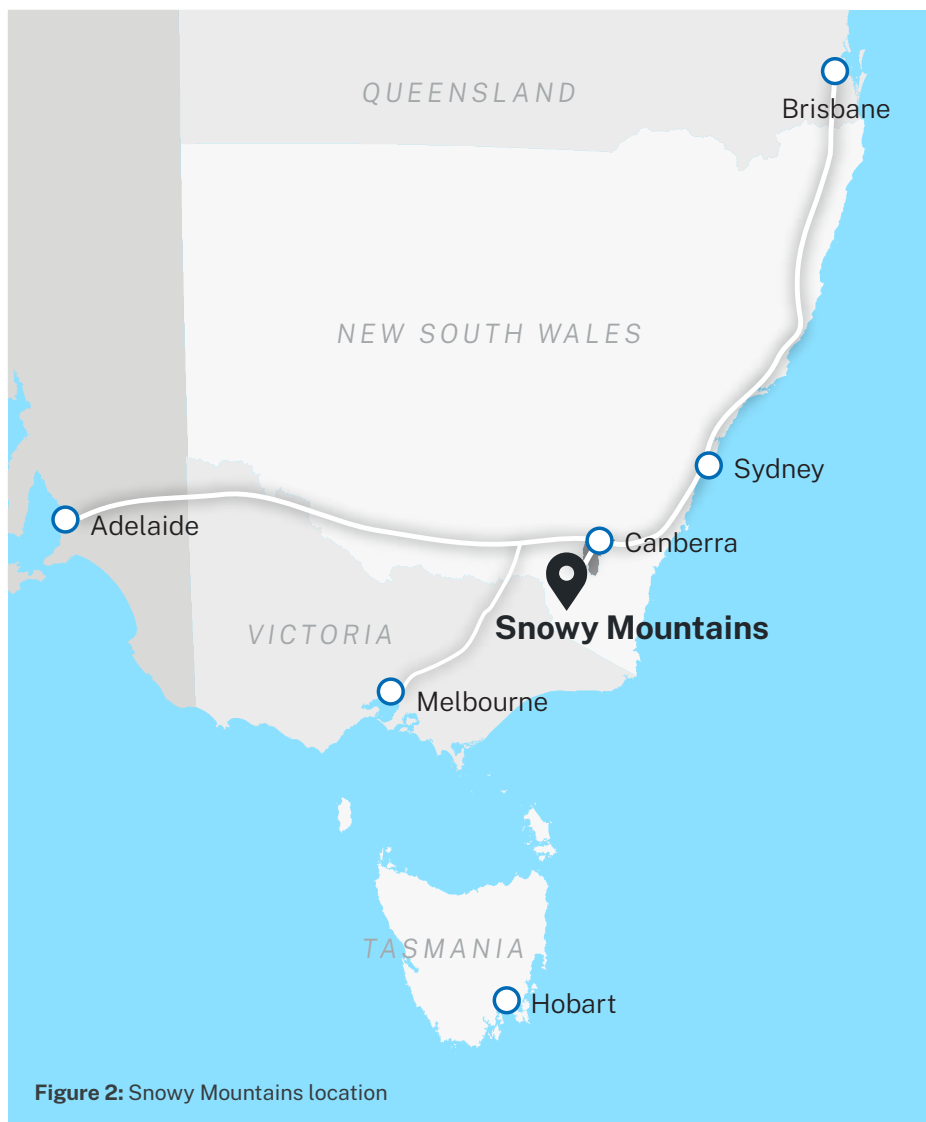 QUEENSLAND
Brisbane
NEW SOUTH WALES
Sydney
Adelaide
Canberra
Snowy Mountains
VICTORIA
Melbourne
TASMANIA
Hobart
Figure 2: Snowy Mountains location